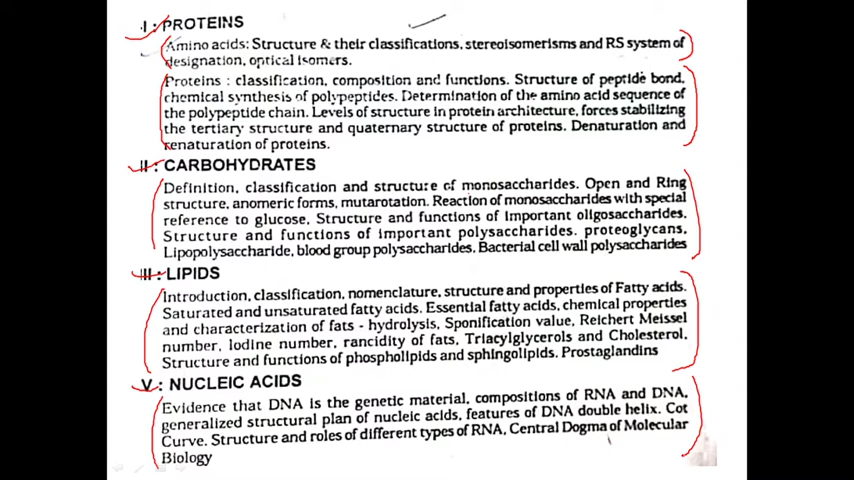 I : PROTEINS
Amino acids: Structure & their classifications, stereoisomerisms and RS system of
designation, optical isomers.
Proteins : classification, composition and functions. Structure of peptide bond,
chemical synthesis of polypeptides. Determination of the amino acid sequence of
the polypeptide chain. Levels of structure in protein architecture, forces stabilizing
the tertiary structure and quaternary structure of proteins. Denaturation and
renaturation of proteins.
II : CARBOHYDRATES
Definition, classification and structure of monosaccharides. Open and Ring
structure, anomeric forms, mutarotation. Reaction of monosaccharides with special
reference to glucose, Structure and functions of important oligosaccharides.
Structure and functions of important polysaccharides. proteoglycans,
Lipopolysaccharide, blood group polysaccharides. Bacterial cell wall polysaccharides
III : LIPIDS
Introduction, classification, nomenclature, structure and properties of Fatty acids.
Saturated and unsaturated fatty acids. Essential fatty acids, chemical properties
and characterization of fats - hydrolysis, Sponification value, Reichert Meissel
number, Iodine number, rancidity of fats, Triacylglycerols and Cholesterol.
Structure and functions of phospholipids and sphingolipids. Prostaglandins
V : NUCLEIC ACIDS
Evidence that DNA is the genetic material, compositions of RNA and DNA,
generalized structural plan of nucleic acids, features of DNA double helix. Cot
Curve. Structure and roles of different types of RNA, Central Dogma of Molecular
Biology